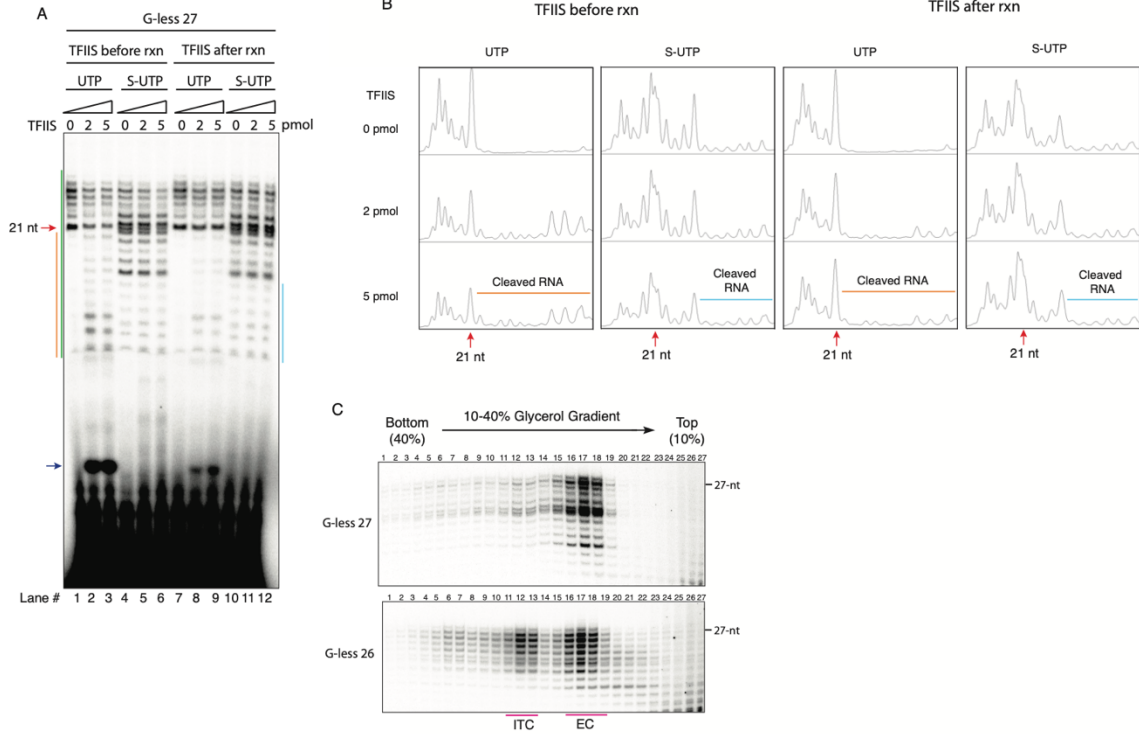 A
G-less 27
TFIIS before rxn TFIIS after rxn
UTP S-UTP UTP S-UTP
TFIIS 0 2 5 0 2 5 0 2 5 0 2 5 pmol
21 nt
Lane # 1 2 3 4 5 6 7 8 9 10 11 12
B
TFIIS before rxn TFIIS after rxn
UTP S-UTP UTP S-UTP
TFIIS
0 pmol
2 pmol
5 pmol
Cleaved RNA Cleaved RNA Cleaved RNA Cleaved RNA
21 nt 21 nt 21 nt 21 nt
C
Bottom (40%) 10-40% Glycerol Gradient Top (10%)
1 2 3 4 5 6 7 8 9 10 11 12 13 14 15 16 17 18 19 20 21 22 23 24 25 26 27
27-nt
G-less 27
1 2 3 4 5 6 7 8 9 10 11 12 13 14 15 16 17 18 19 20 21 22 23 24 25 26 27
27-nt
G-less 26
ITC EC